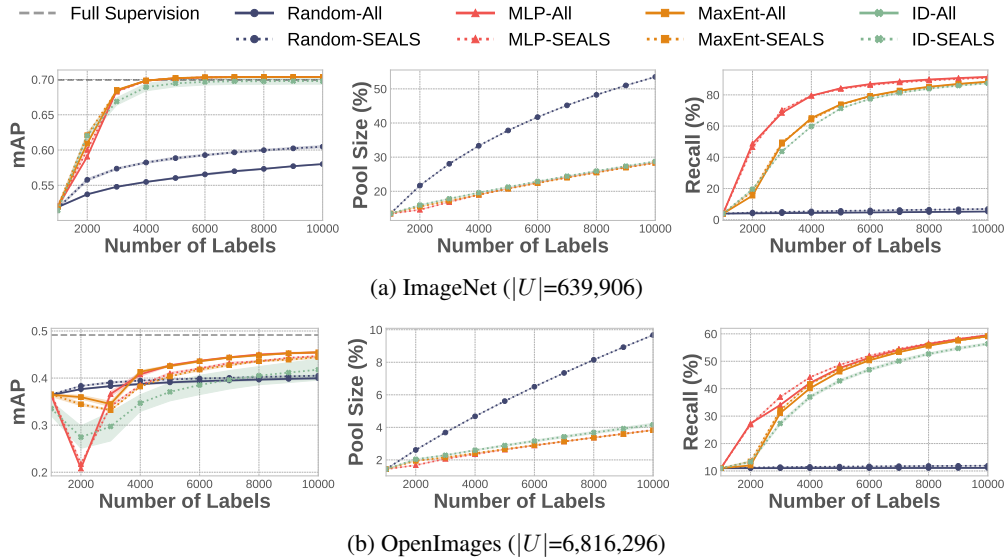 Full Supervision Random-All MLP-All MaxEnt-All ID-All
Random-SEALS MLP-SEALS MaxEnt-SEALS ID-SEALS
0.70
0.65
0.60
0.55
mAP
2000 4000 6000 8000 10000
Number of Labels
50
40
30
20
Pool Size (%)
2000 4000 6000 8000 10000
Number of Labels
80
60
40
20
0
Recall (%)
2000 4000 6000 8000 10000
Number of Labels
(a) ImageNet (|U|=639,906)
0.5
0.4
0.3
0.2
mAP
2000 4000 6000 8000 10000
Number of Labels
10
8
6
4
2
Pool Size (%)
2000 4000 6000 8000 10000
Number of Labels
60
50
40
30
20
10
Recall (%)
2000 4000 6000 8000 10000
Number of Labels
(b) OpenImages (|U|=6,816,296)